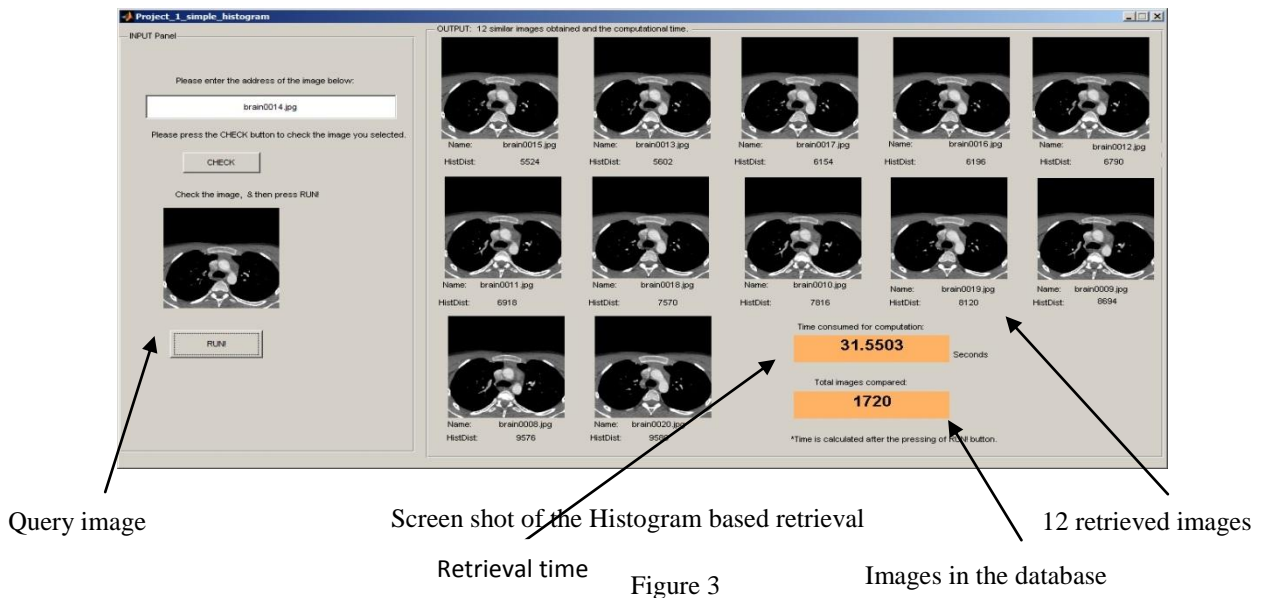 Project_1_simple_histogram
INPUT Panel
Please enter the address of the image below:
brain0014.jpg
Please press the CHECK button to check the image you selected.
CHECK
Check the image, & then press RUN!
RUN!
OUTPUT: 12 similar images obtained and the computational time.
Name: brain0015.jpg Name: brain0013.jpg Name: brain0017.jpg Name: brain0016.jpg Name: brain0012.jpg
HistDist: 5524 HistDist: 5602 HistDist: 6154 HistDist: 6196 HistDist: 6790
Name: brain0011.jpg Name: brain0018.jpg Name: brain0010.jpg Name: brain0019.jpg Name: brain0009.jpg
HistDist: 6918 HistDist: 7570 HistDist: 7816 HistDist: 8120 HistDist: 8694
Name: brain0008.jpg Name: brain0020.jpg
HistDist: 9576 HistDist:
Time consumed for computation:
31.5503 Seconds
Total images compared:
1720
*Time is calculated after the pressing of RUN! button.
Query image
Screen shot of the Histogram based retrieval
12 retrieved images
Retrieval time
Images in the database
Figure 3